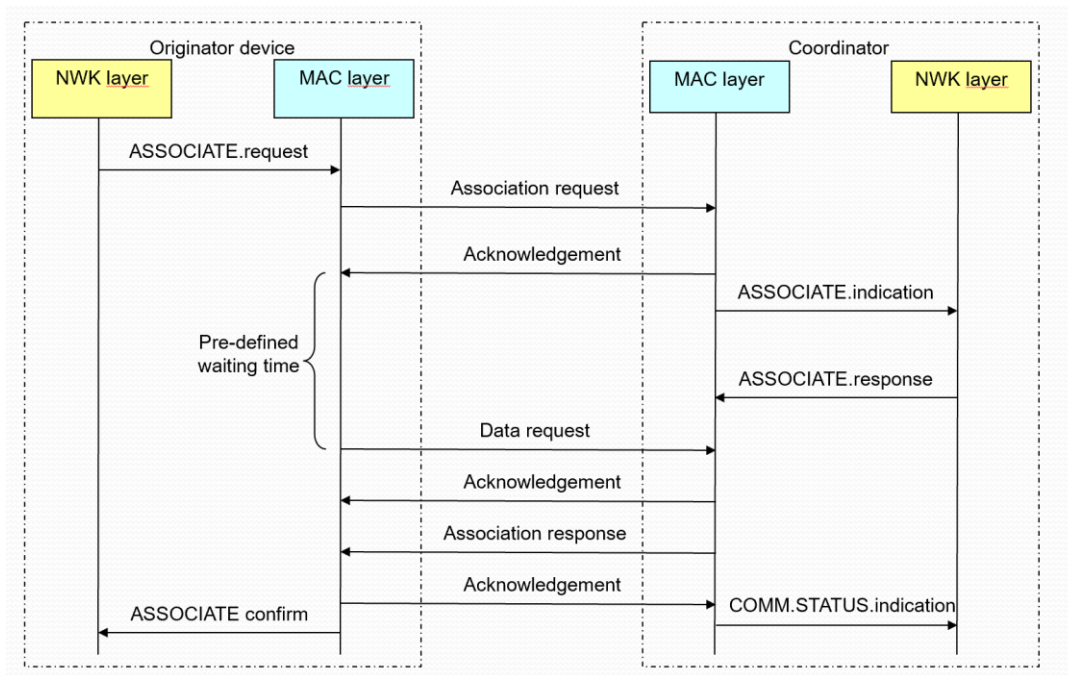 Originator device
Coordinator
NWK layer
MAC layer
MAC layer
NWK layer
ASSOCIATE.request
Association request
Acknowledgement
ASSOCIATE.indication
Pre-defined
waiting time
ASSOCIATE.response
Data request
Acknowledgement
Association response
Acknowledgement
COMM.STATUS.indication
ASSOCIATE confirm